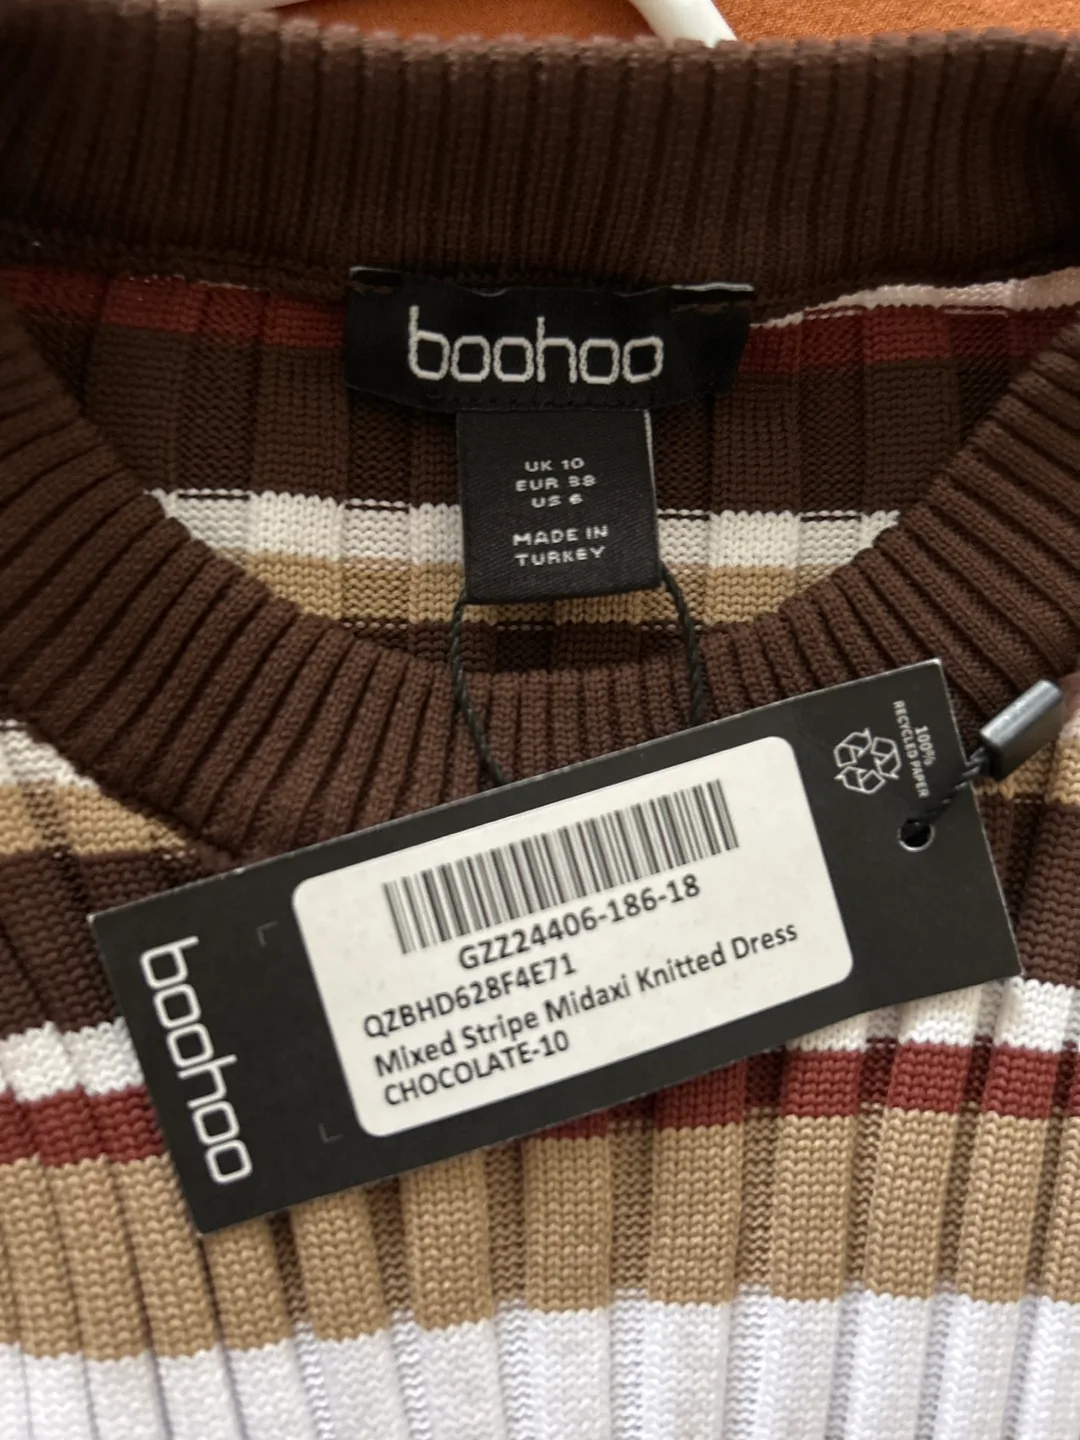 boohoo
UK 10
EUR 38
US 6
MADE IN
TURKEY
100%
RECYCLED PAPER
GZZ24406-186-18
QZBHD628F4E71
Mixed Stripe Midaxi Knitted Dress
CHOCOLATE-10
boohoo